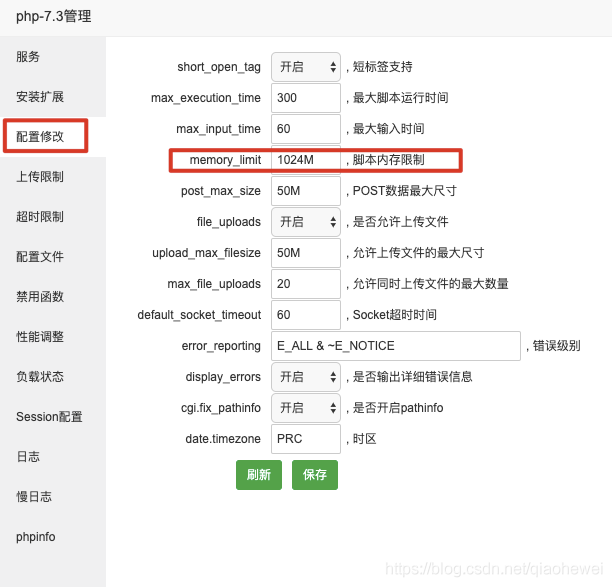 php-7.3管理
服务
安装扩展
配置修改
上传限制
超时限制
配置文件
禁用函数
性能调整
负载状态
Session配置
日志
慢日志
phpinfo
short_open_tag 开启 , 短标签支持
max_execution_time 300 , 最大脚本运行时间
max_input_time 60 , 最大输入时间
memory_limit 1024M , 脚本内存限制
post_max_size 50M , POST数据最大尺寸
file_uploads 开启 , 是否允许上传文件
upload_max_filesize 50M , 允许上传文件的最大尺寸
max_file_uploads 20 , 允许同时上传文件的最大数量
default_socket_timeout 60 , Socket超时时间
error_reporting E_ALL & ~E_NOTICE , 错误级别
display_errors 开启 , 是否输出详细错误信息
cgi.fix_pathinfo 开启 , 是否开启pathinfo
date.timezone PRC , 时区
刷新 保存
https://blog.csdn.net/qiaohewei